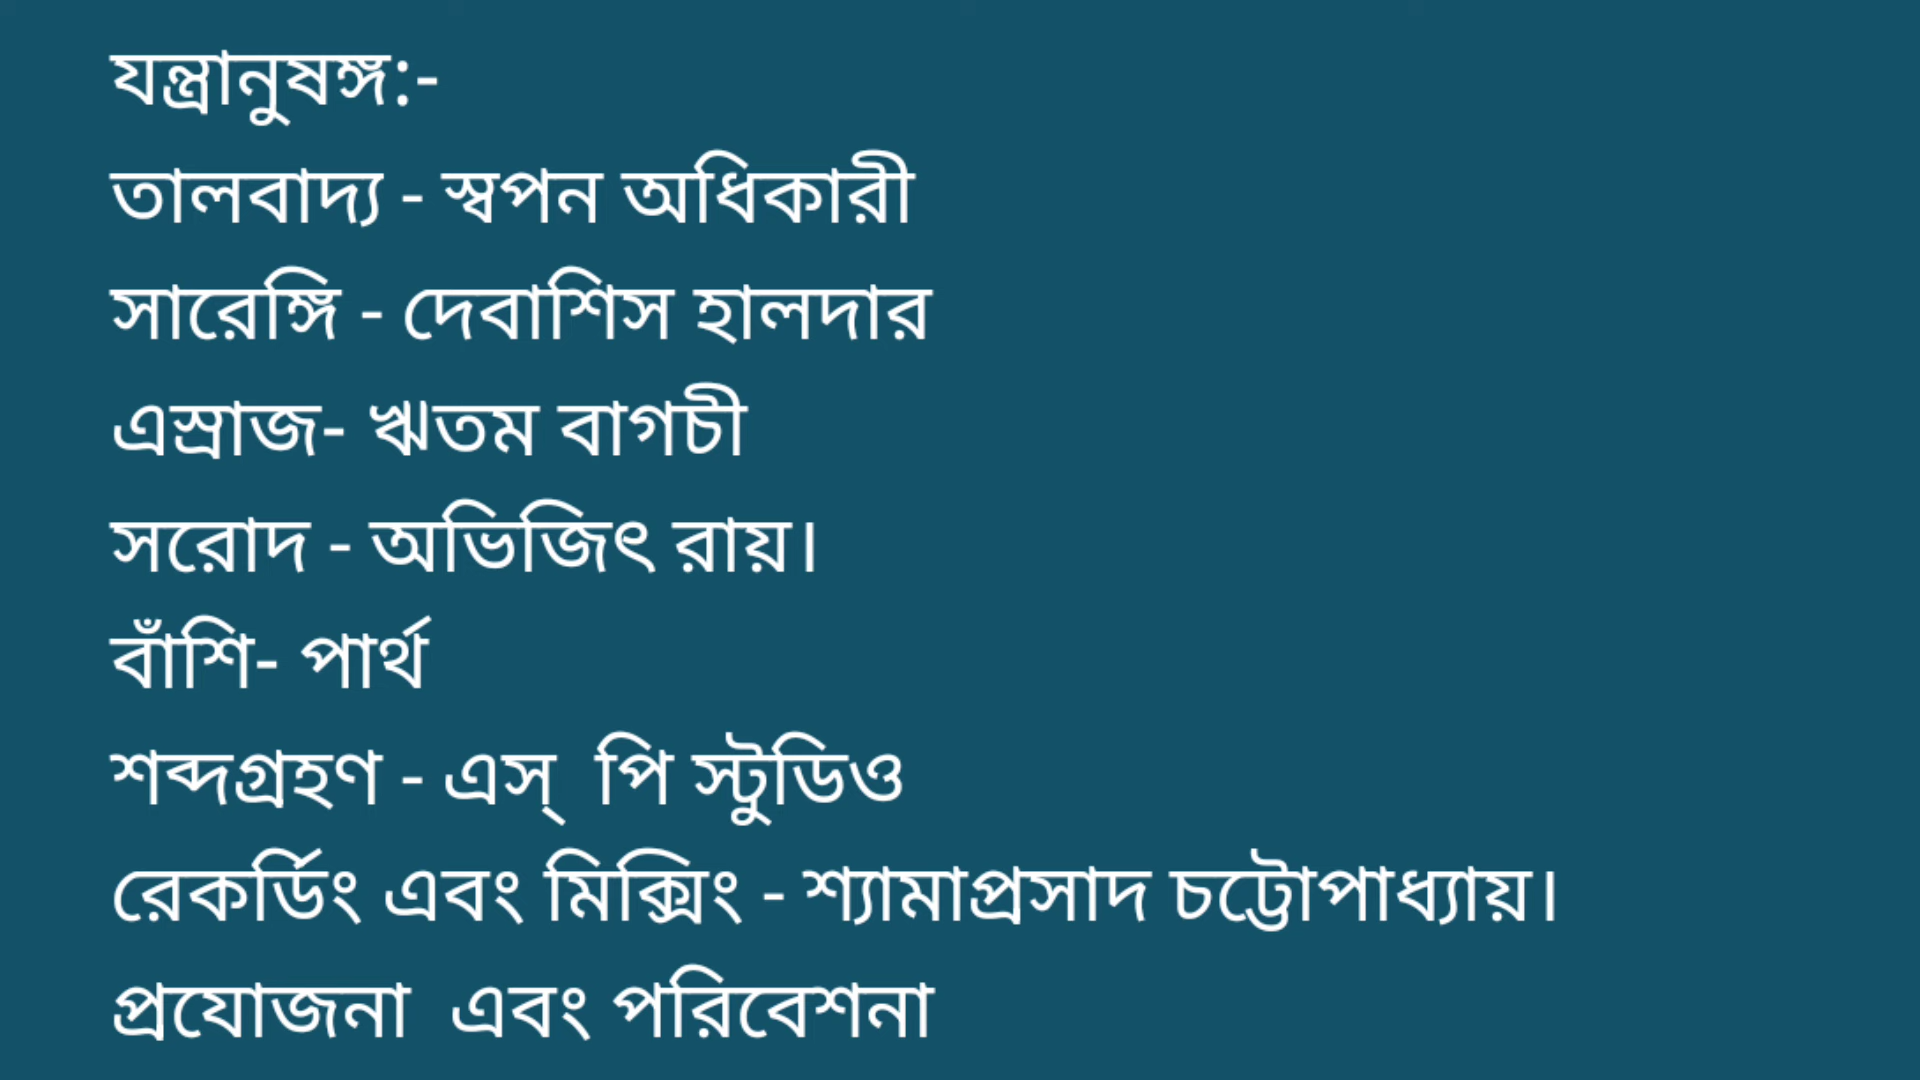 যন্ত্রানুষঙ্গ:-
তালবাদ্য - স্বপন অধিকারী
সারেঙ্গি - দেবাশিস হালদার
এস্রাজ- ঋতম বাগচী
সরোদ - অভিজিৎ রায়।
বাঁশি- পার্থ
শব্দগ্রহণ - এস্  পি স্টুডিও
রেকর্ডিং এবং মিক্সিং - শ্যামাপ্রসাদ চট্টোপাধ্যায়।
প্রযোজনা  এবং পরিবেশনা